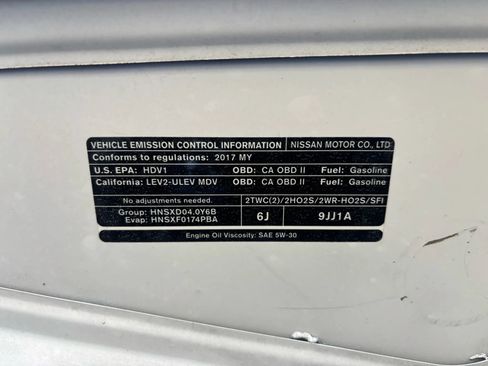 VEHICLE EMISSION CONTROL INFORMATION NISSAN MOTOR CO., LTD
Conforms to regulations: 2017 MY
U.S. EPA: HDV1 OBD: CA OBD II Fuel: Gasoline
California: LEV2-ULEV MDV OBD: CA OBD II Fuel: Gasoline
No adjustments needed. 2TWC(2)/2HO2S/2WR-HO2S/SFI
Group: HNSXD04.0Y6B
Evap: HNSXF0174PBA
6J 9JJ1A
Engine Oil Viscosity: SAE 5W-30